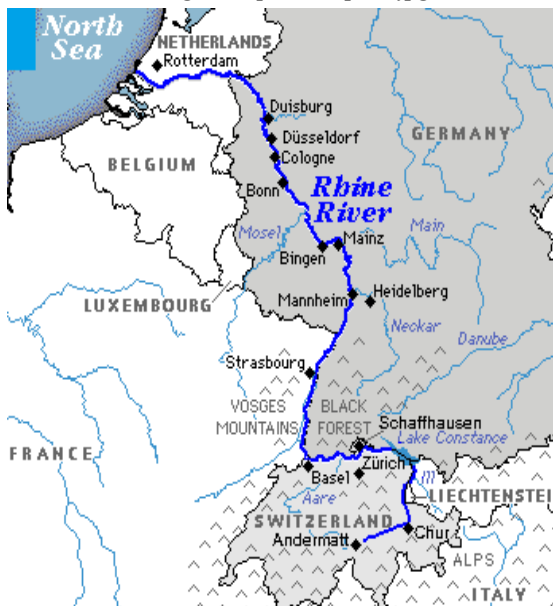 North
Sea
NETHERLANDS
Rotterdam
Duisburg
GERMANY
Düsseldorf
Cologne
BELGIUM
Bonn
Rhine
River
Mosel
Main
Mainz
Bingen
LUXEMBOURG
Mannheim
Heidelberg
Neckar
Danube
Strasbourg
VOSGES
MOUNTAINS
BLACK
FOREST
Schaffhausen
Lake Constance
FRANCE
Basel
Zürich
Ill
Aare
LIECHTENSTEI
SWITZERLAND
Andermatt
Chur
ALPS
ITALY